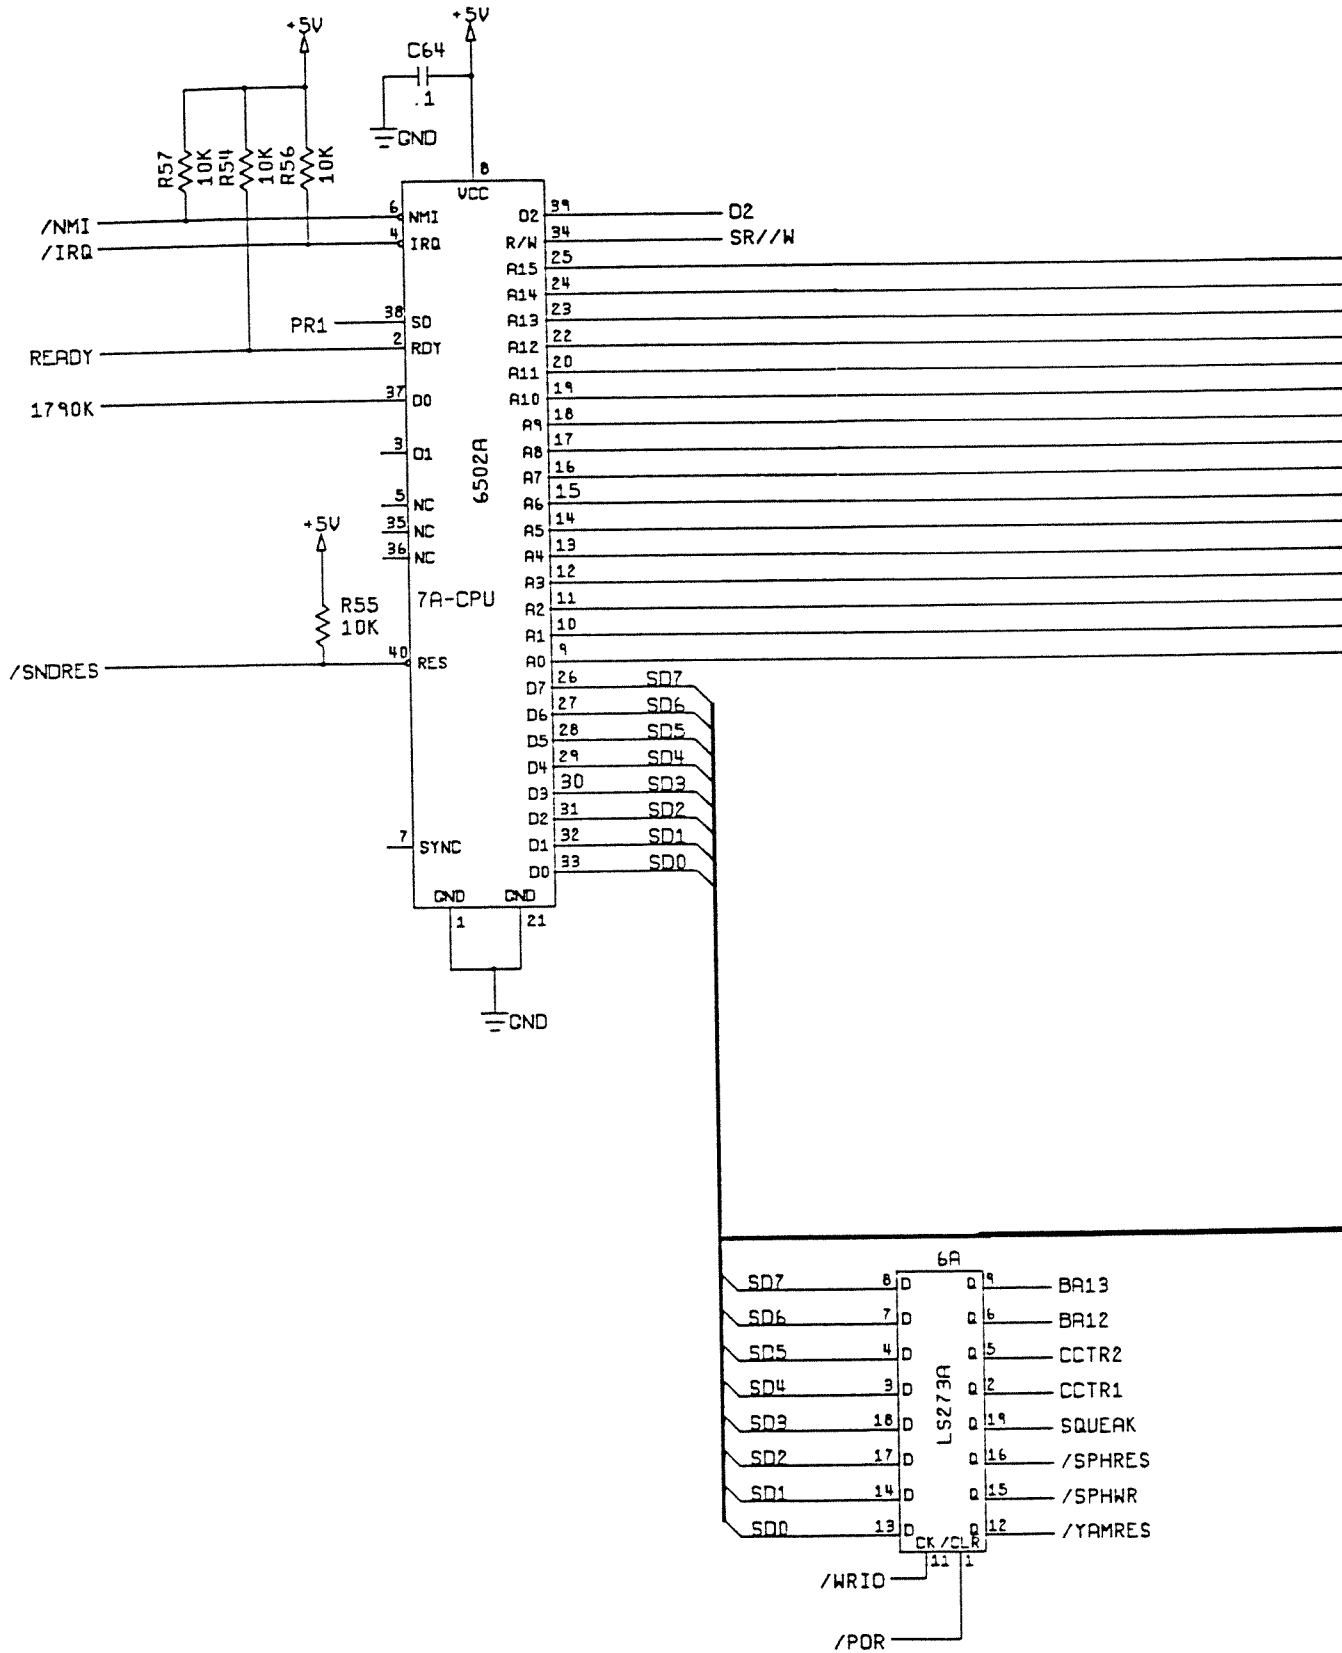 +5V
+5V
C64
.1
GND
R57
10K
R54
10K
R56
10K
8
VCC
/NMI
6
NMI
O2
39
O2
/IRQ
4
IRQ
R/W
34
SR//W
A15
25
A14
24
PR1
38
SO
A13
23
READY
2
RDY
A12
22
A11
20
1790K
37
O0
A10
19
A9
18
3
O1
A8
17
6502A
A7
16
5
NC
A6
15
+5V
35
NC
A5
14
36
NC
A4
13
A3
12
R55
10K
7A-CPU
A2
11
A1
10
/SNDRES
40
RES
A0
9
D7
26
SD7
D6
27
SD6
D5
28
SD5
D4
29
SD4
D3
30
SD3
D2
31
SD2
7
SYNC
D1
32
SD1
D0
33
SD0
GND
GND
1
21
GND
6A
SD7
8
D
Q
9
BA13
SD6
7
D
Q
6
BA12
SD5
4
D
Q
5
CCTR2
SD4
3
D
Q
2
CCTR1
LS273A
SD3
18
D
Q
19
SQUEAK
SD2
17
D
Q
16
/SPHRES
SD1
14
D
Q
15
/SPHWR
SD0
13
D
Q
12
/YAMRES
CK
/CLR
11
1
/WRIO
/POR